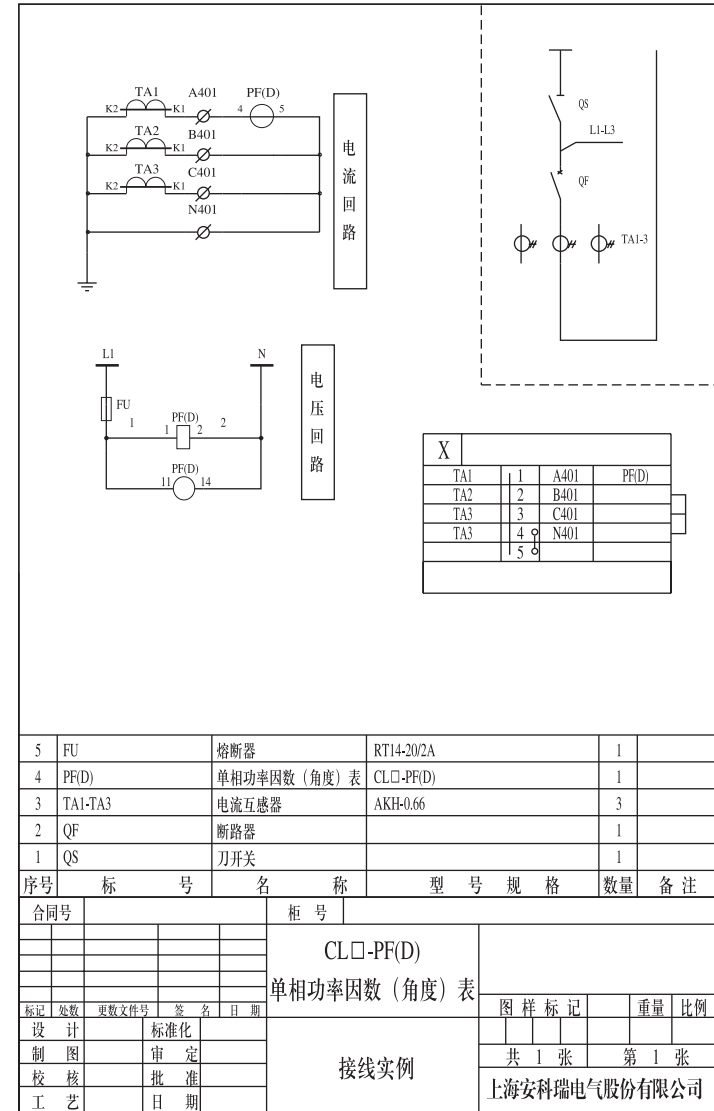 TA1 A401 PF(D)
K2 K1 4 5
TA2 B401
K2 K1
TA3 C401
K2 K1
N401
电流回路
QS
L1-L3
QF
TA1-3
L1 N
FU
1 PF(D) 2
1 2
PF(D)
11 14
电压回路
X
TA1 1 A401 PF(D)
TA2 2 B401
TA3 3 C401
TA3 4 N401
5
5 FU 熔断器 RT14-20/2A 1
4 PF(D) 单相功率因数（角度）表 CL□-PF(D) 1
3 TA1-TA3 电流互感器 AKH-0.66 3
2 QF 断路器 1
1 QS 刀开关 1
序号 标 号 名 称 型 号 规 格 数量 备 注
合同号 柜 号
CL□-PF(D)
单相功率因数（角度）表
标记 处数 更数文件号 签 名 日 期 图 样 标 记 重量 比例
设 计 标准化
制 图 审 定 接线实例 共 1 张 第 1 张
校 核 批 准
工 艺 日 期 上海安科瑞电气股份有限公司